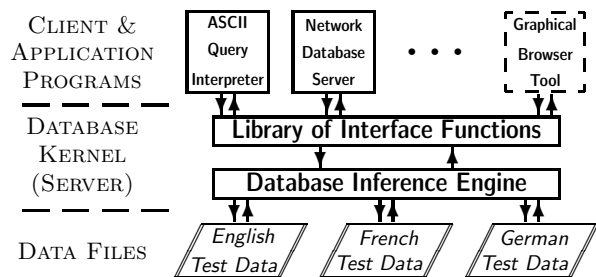 CLIENT &
APPLICATION
PROGRAMS
ASCII
Query
Interpreter
Network
Database
Server
Graphical
Browser
Tool
Library of Interface Functions
DATABASE
KERNEL
(SERVER)
Database Inference Engine
DATA FILES
English
Test Data
French
Test Data
German
Test Data